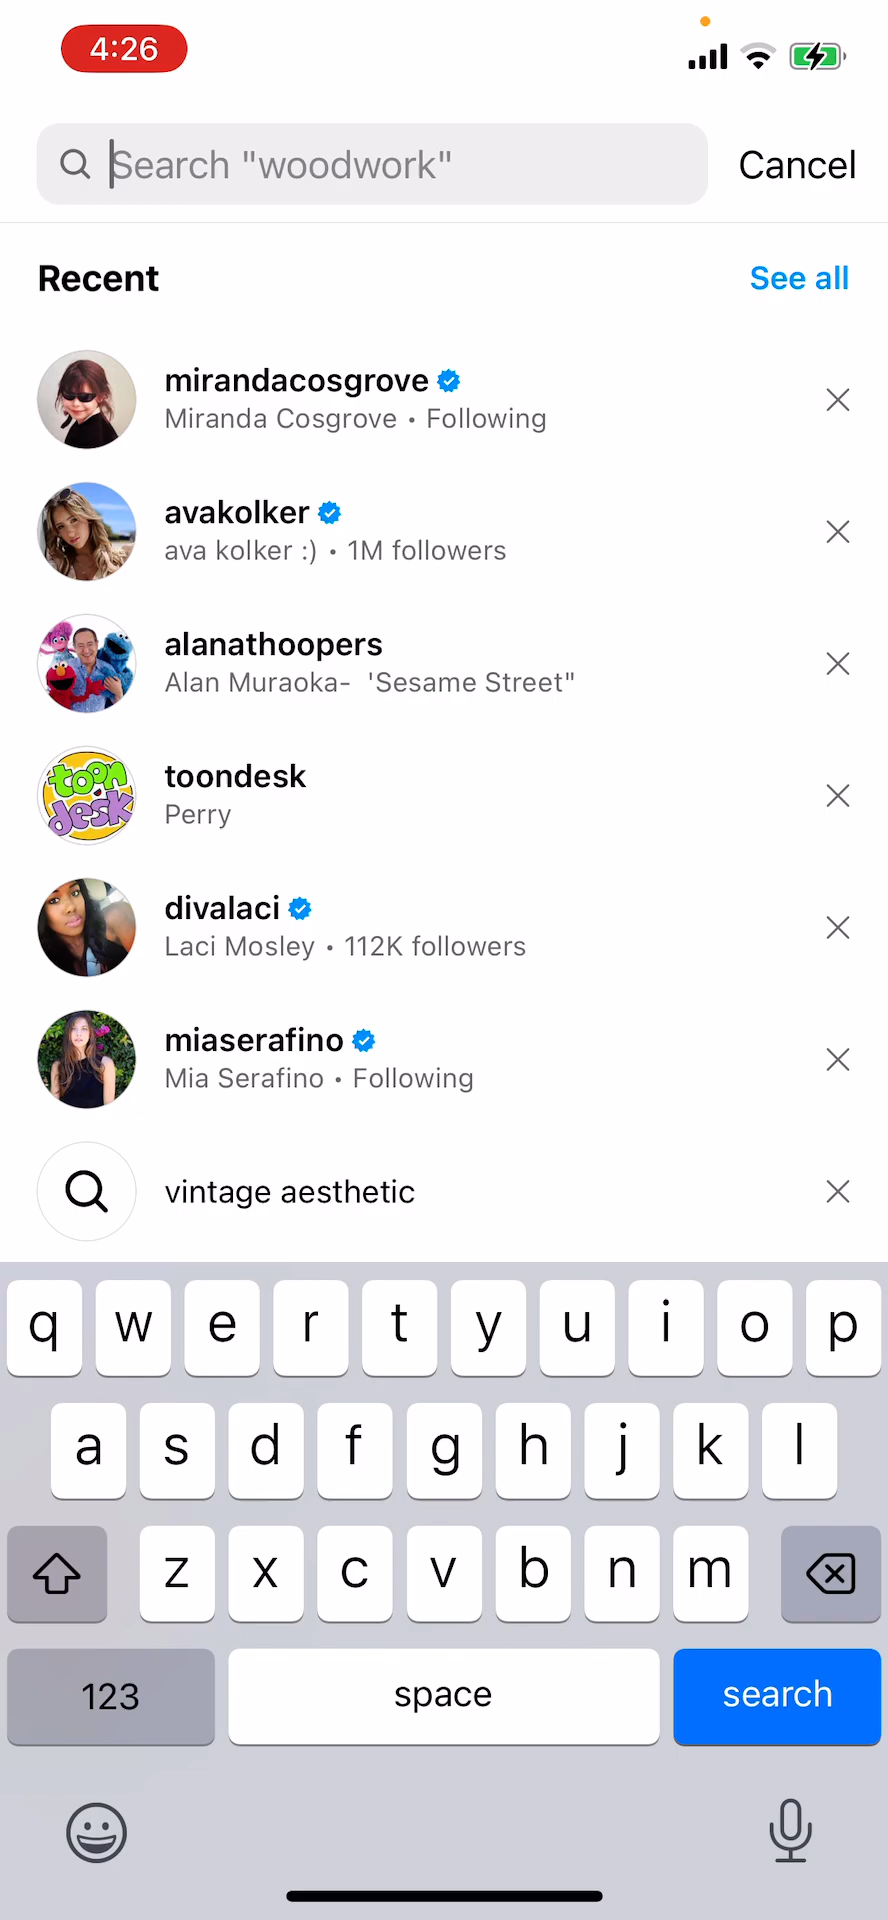 4:26
Search "woodwork"
Cancel
Recent
See all
mirandacosgrove
Miranda Cosgrove • Following
avakolker
ava kolker :) • 1M followers
alanathoopers
Alan Muraoka-  'Sesame Street"
toon
desk
toondesk
Perry
divalaci
Laci Mosley • 112K followers
miaserafino
Mia Serafino • Following
vintage aesthetic
q w e r t y u i o p
a s d f g h j k l
z x c v b n m
123 space search